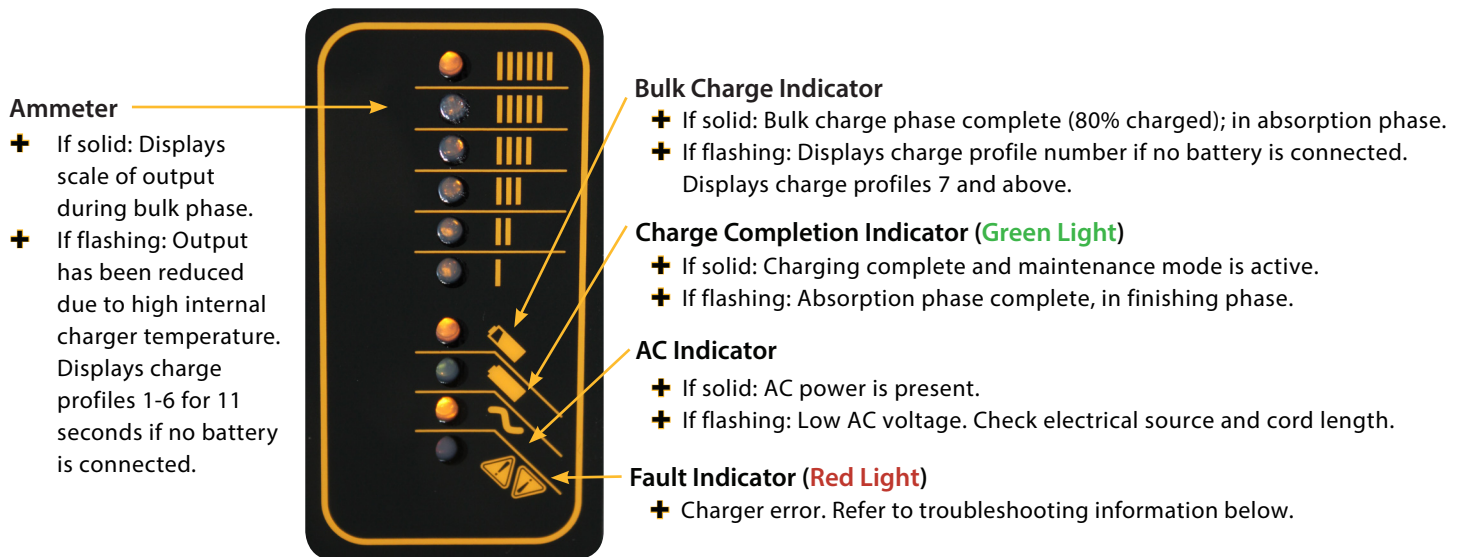 Ammeter
✚ If solid: Displays
scale of output
during bulk phase.
✚ If flashing: Output
has been reduced
due to high internal
charger temperature.
Displays charge
profiles 1-6 for 11
seconds if no battery
is connected.
Bulk Charge Indicator
✚ If solid: Bulk charge phase complete (80% charged); in absorption phase.
✚ If flashing: Displays charge profile number if no battery is connected.
Displays charge profiles 7 and above.
Charge Completion Indicator (Green Light)
✚ If solid: Charging complete and maintenance mode is active.
✚ If flashing: Absorption phase complete, in finishing phase.
AC Indicator
✚ If solid: AC power is present.
✚ If flashing: Low AC voltage. Check electrical source and cord length.
Fault Indicator (Red Light)
✚ Charger error. Refer to troubleshooting information below.